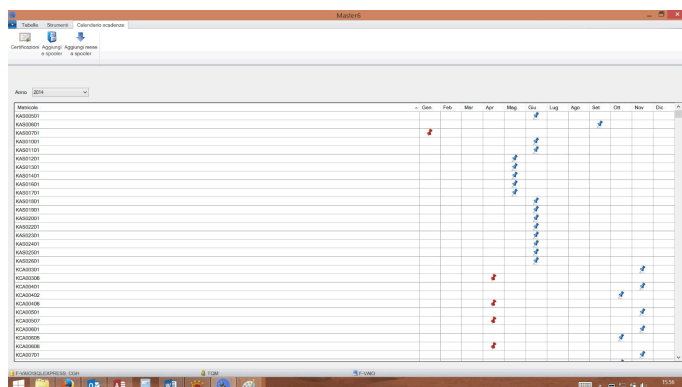 Master6
Tabelle Strumenti Calendario scadenze
Certificazioni Aggiungi a spooler Aggiungi mese a spooler
Anno 2014
Matricola Gen Feb Mar Apr Mag Giu Lug Ago Set Ott Nov Dic
KAS00501
KAS00601
KAS00701
KAS01001
KAS01101
KAS01201
KAS01301
KAS01401
KAS01601
KAS01701
KAS01801
KAS01901
KAS02001
KAS02201
KAS02301
KAS02401
KAS02501
KAS02601
KCA00301
KCA00306
KCA00401
KCA00402
KCA00406
KCA00501
KCA00507
KCA00601
KCA00605
KCA00606
KCA00701
F-VAIO\SQLEXPRESS: CGH TQM F-VAIO
15:56